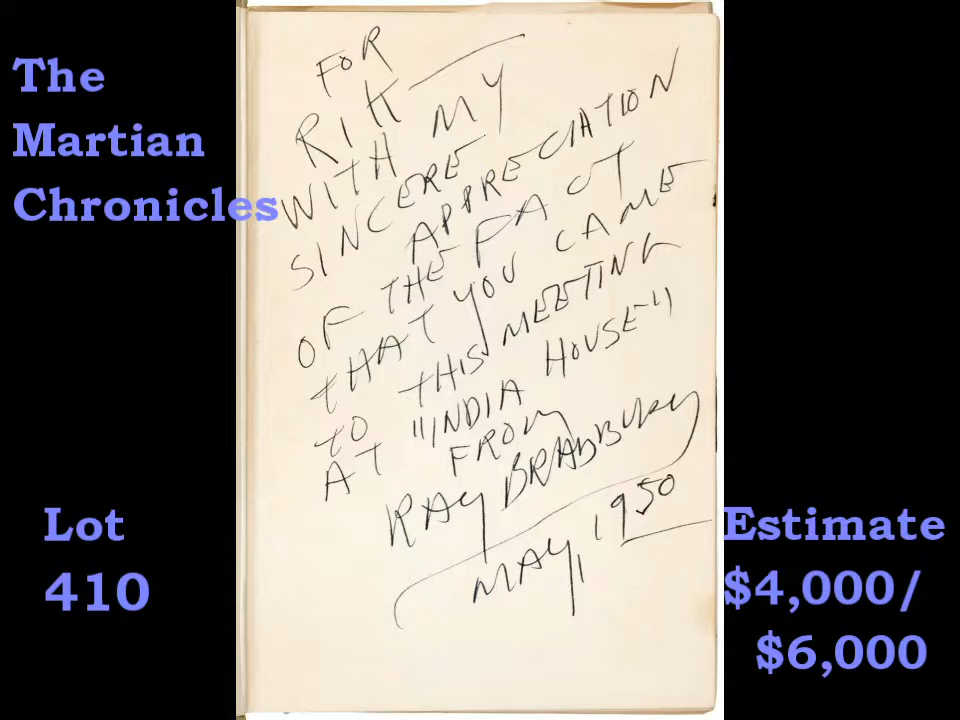 The
Martian
Chronicles
FOR
RIK
WITH MY
SINCERE
APPRECIATION
OF THE FACT
THAT YOU CAME
TO THIS MEETING
AT "INDIA HOUSE"
FROM
RAY BRADBURY
MAY, 1950
Lot
410
Estimate
$4,000/
$6,000